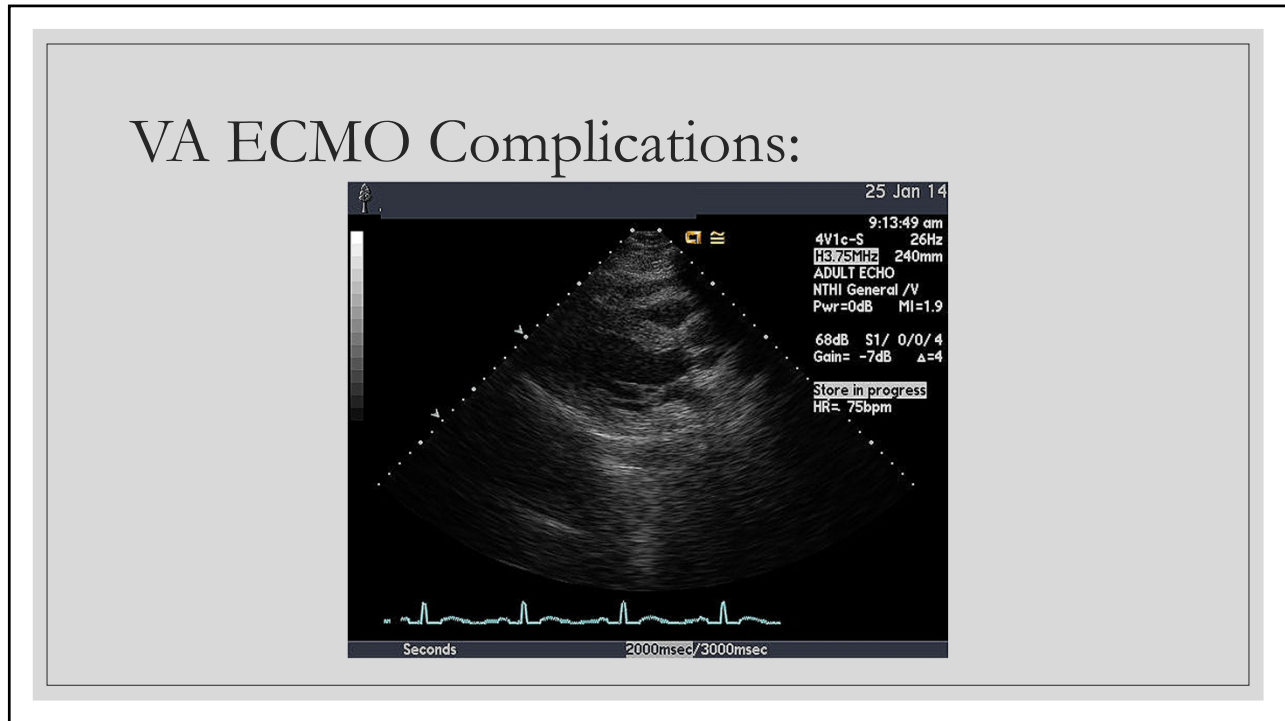 VA ECMO Complications:
25 Jan 14
9:13:49 am
4V1c-S 26Hz
H3.75MHz 240mm
ADULT ECHO
NTHI General /V
Pwr=0dB MI=1.9
68dB S1/ 0/0/4
Gain= -7dB Δ=4
Store in progress
HR= 75bpm
Seconds 2000msec/3000msec